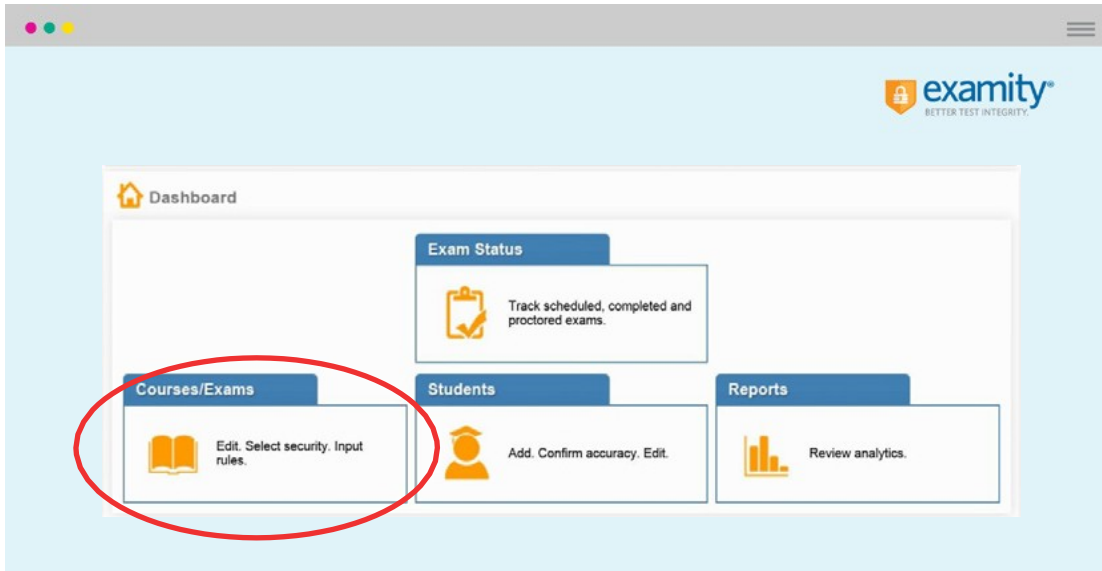 examity®
BETTER TEST INTEGRITY.
Dashboard
Exam Status
Track scheduled, completed and
proctored exams.
Courses/Exams
Edit. Select security. Input
rules.
Students
Add. Confirm accuracy. Edit.
Reports
Review analytics.